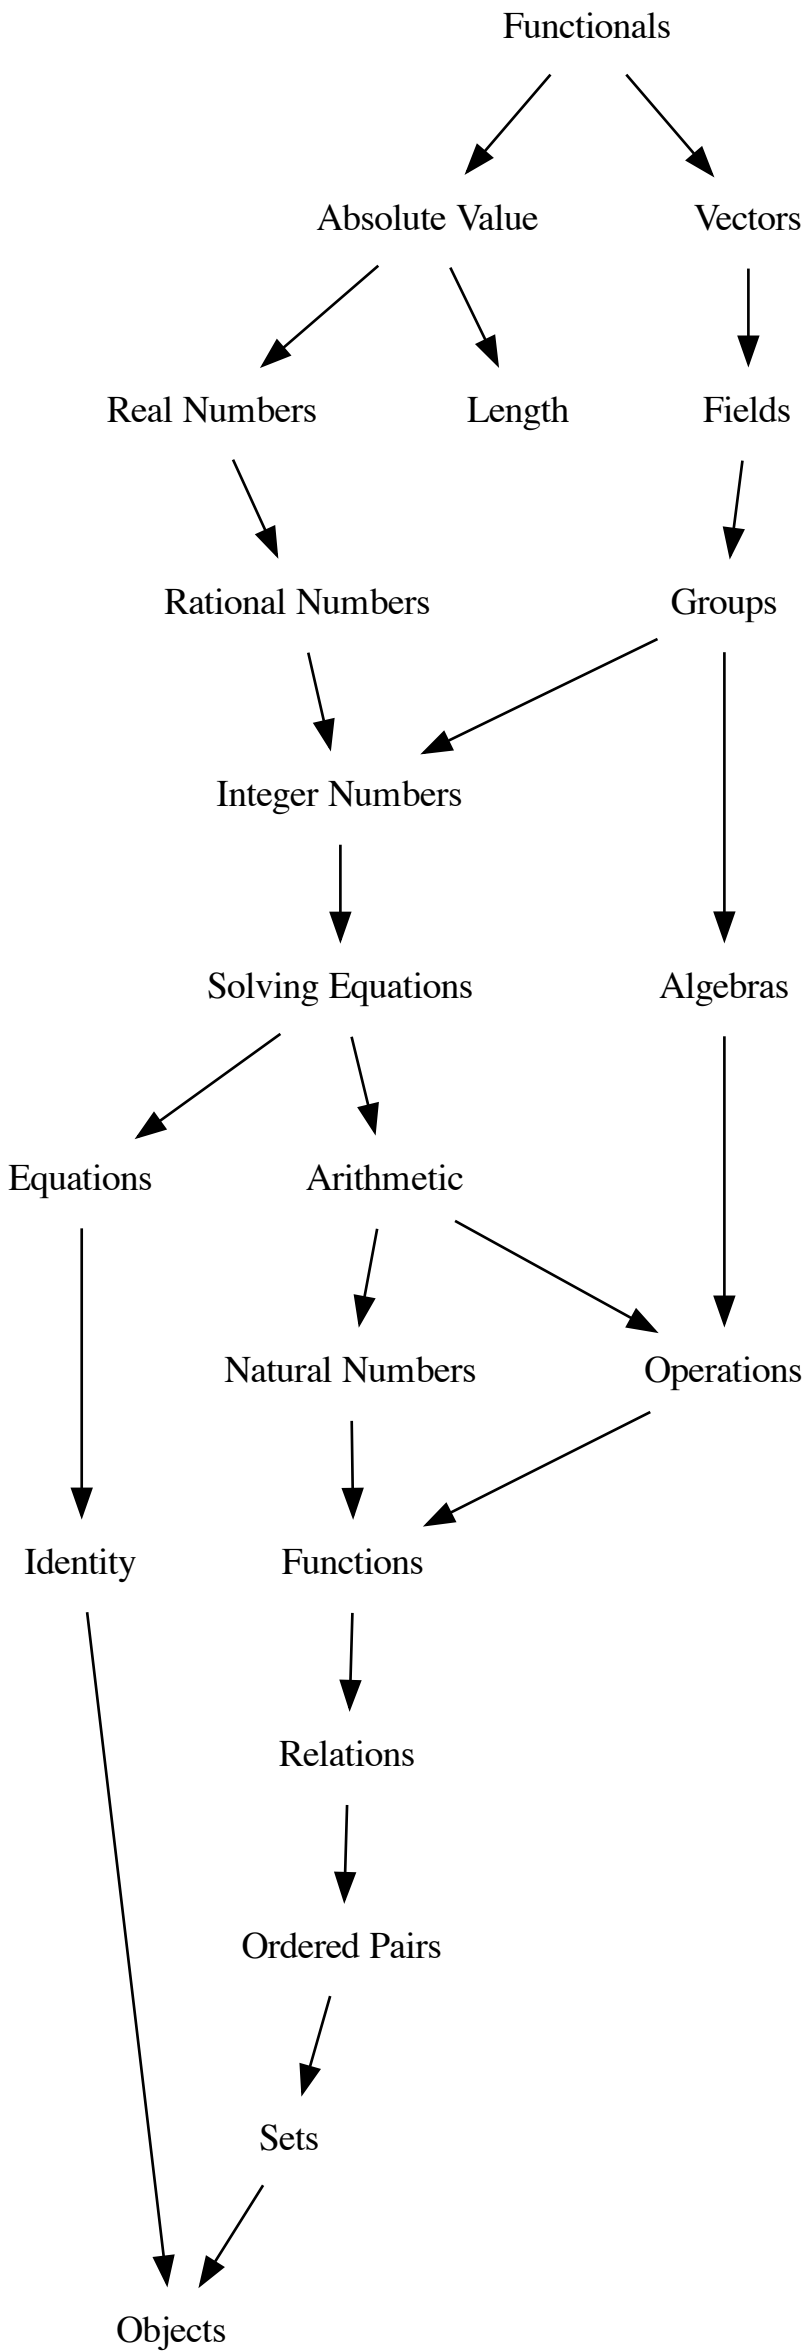 Functionals
Absolute Value
Vectors
Real Numbers
Length
Fields
Rational Numbers
Groups
Integer Numbers
Solving Equations
Algebras
Equations
Arithmetic
Natural Numbers
Operations
Identity
Functions
Relations
Ordered Pairs
Sets
Objects